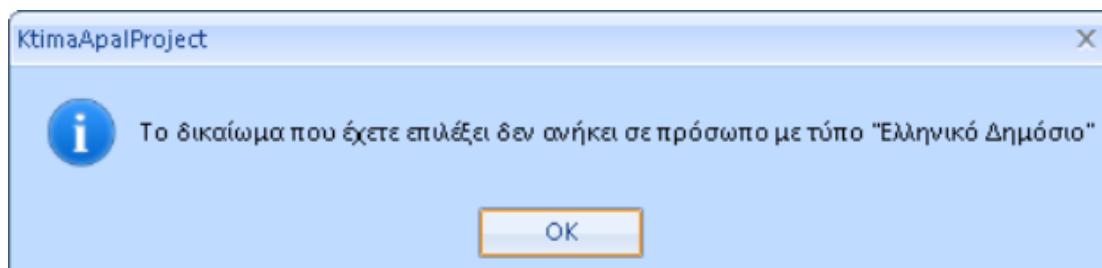 KtimaApalProject
Το δικαίωμα που έχετε επιλέξει δεν ανήκει σε πρόσωπο με τύπο "Ελληνικό Δημόσιο"
OK